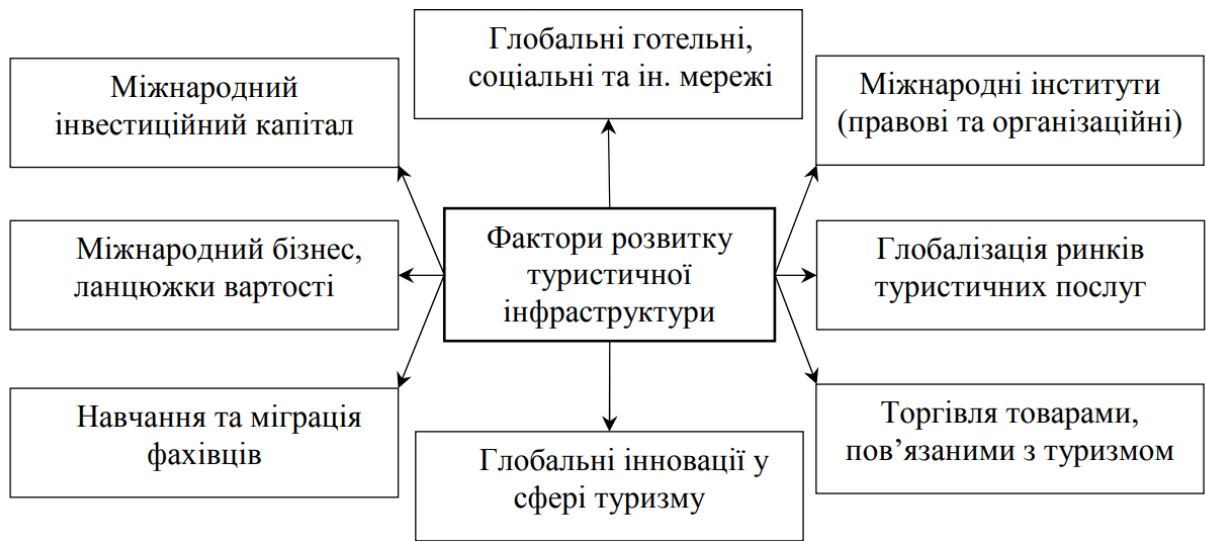 Глобальні готельні,
соціальні та ін. мережі
Міжнародний
інвестиційний капітал
Міжнародні інститути
(правові та організаційні)
Міжнародний бізнес,
ланцюжки вартості
Фактори розвитку
туристичної
інфраструктури
Глобалізація ринків
туристичних послуг
Навчання та міграція
фахівців
Глобальні інновації у
сфері туризму
Торгівля товарами,
пов’язаними з туризмом